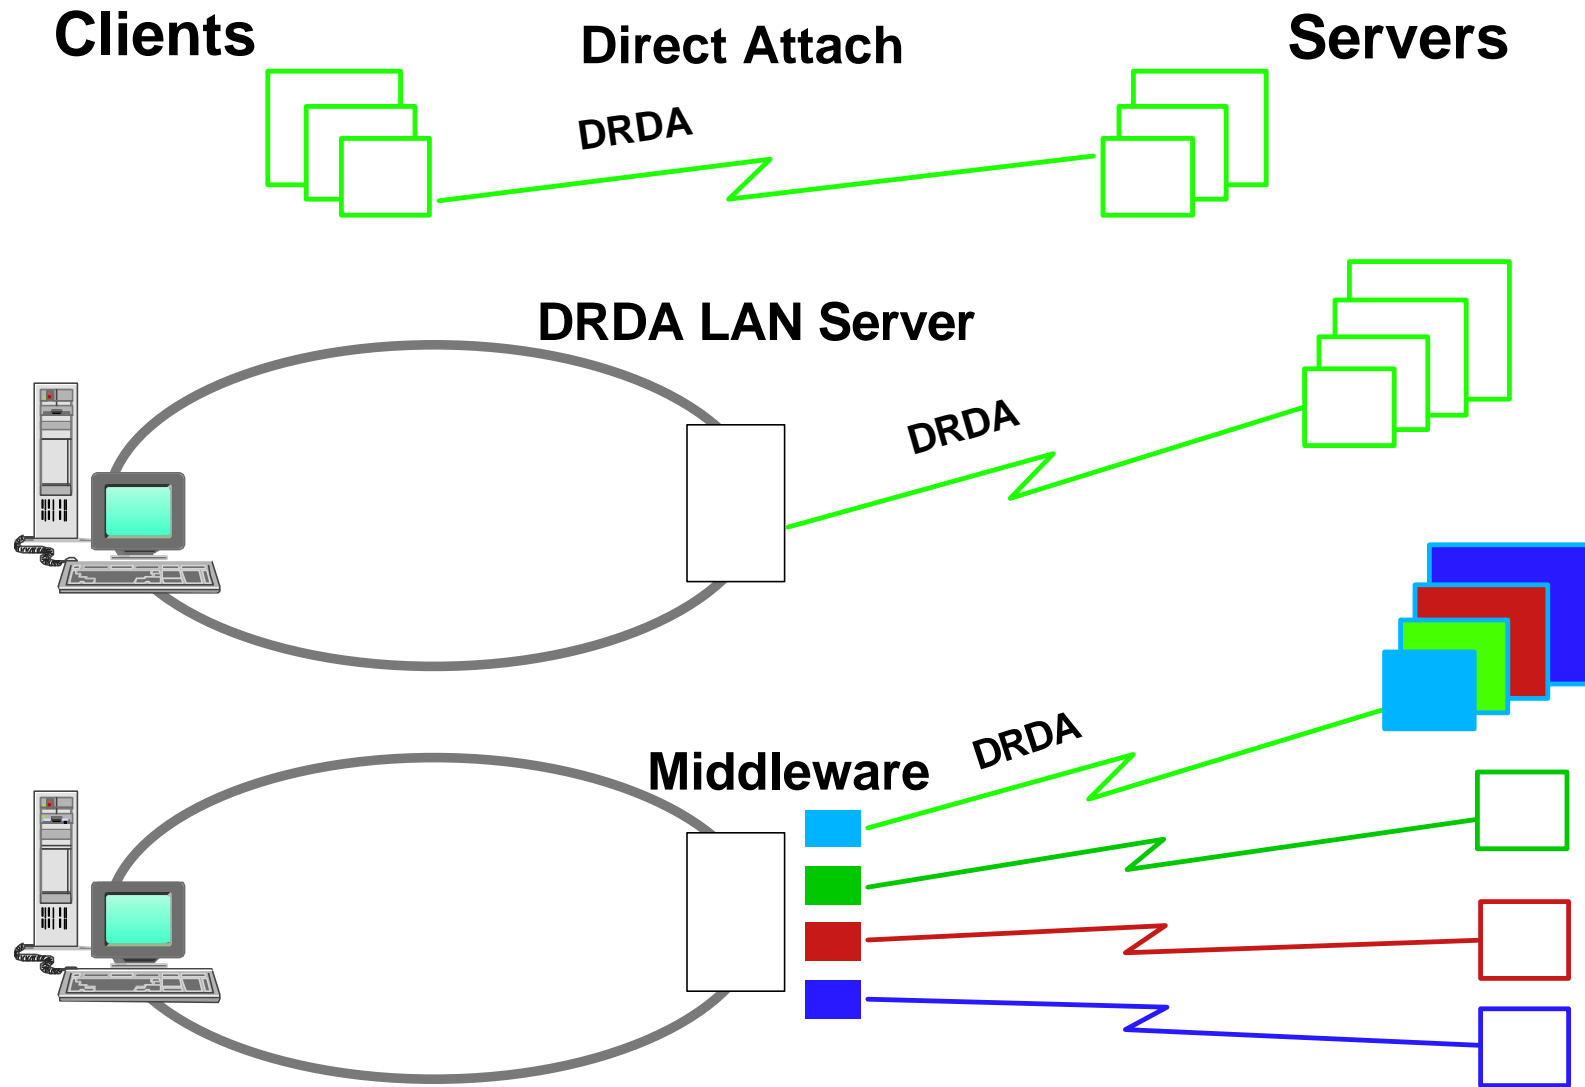 Clients
Direct Attach
Servers
DRDA
DRDA LAN Server
DRDA
Middleware
DRDA